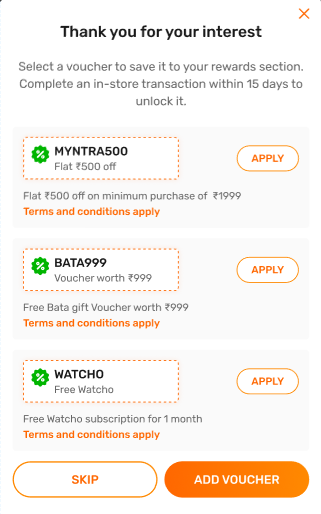 Thank you for your interest
Select a voucher to save it to your rewards section.
Complete an in-store transaction within 15 days to
unlock it.
MYNTRA500
Flat ₹500 off
APPLY
Flat ₹500 off on minimum purchase of ₹1999
Terms and conditions apply
BATA999
Voucher worth ₹999
APPLY
Free Bata gift Voucher worth ₹999
Terms and conditions apply
WATCHO
Free Watcho
APPLY
Free Watcho subscription for 1 month
Terms and conditions apply
SKIP
ADD VOUCHER